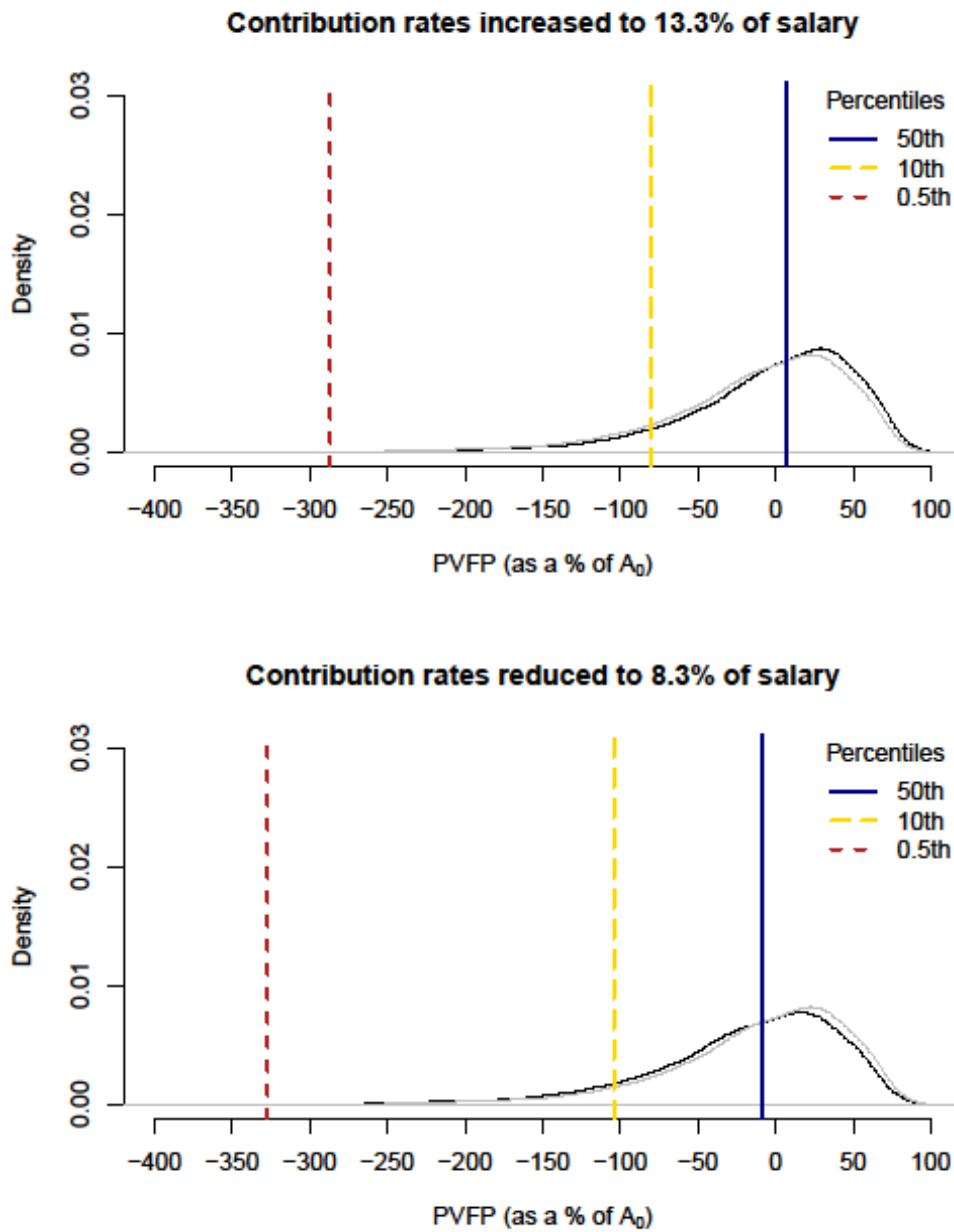 Contribution rates increased to 13.3% of salary
Percentiles
50th
10th
0.5th
Density
0.03
0.02
0.01
0.00
−400 −350 −300 −250 −200 −150 −100 −50 0 50 100
PVFP (as a % of A₀)
Contribution rates reduced to 8.3% of salary
Percentiles
50th
10th
0.5th
Density
0.03
0.02
0.01
0.00
−400 −350 −300 −250 −200 −150 −100 −50 0 50 100
PVFP (as a % of A₀)